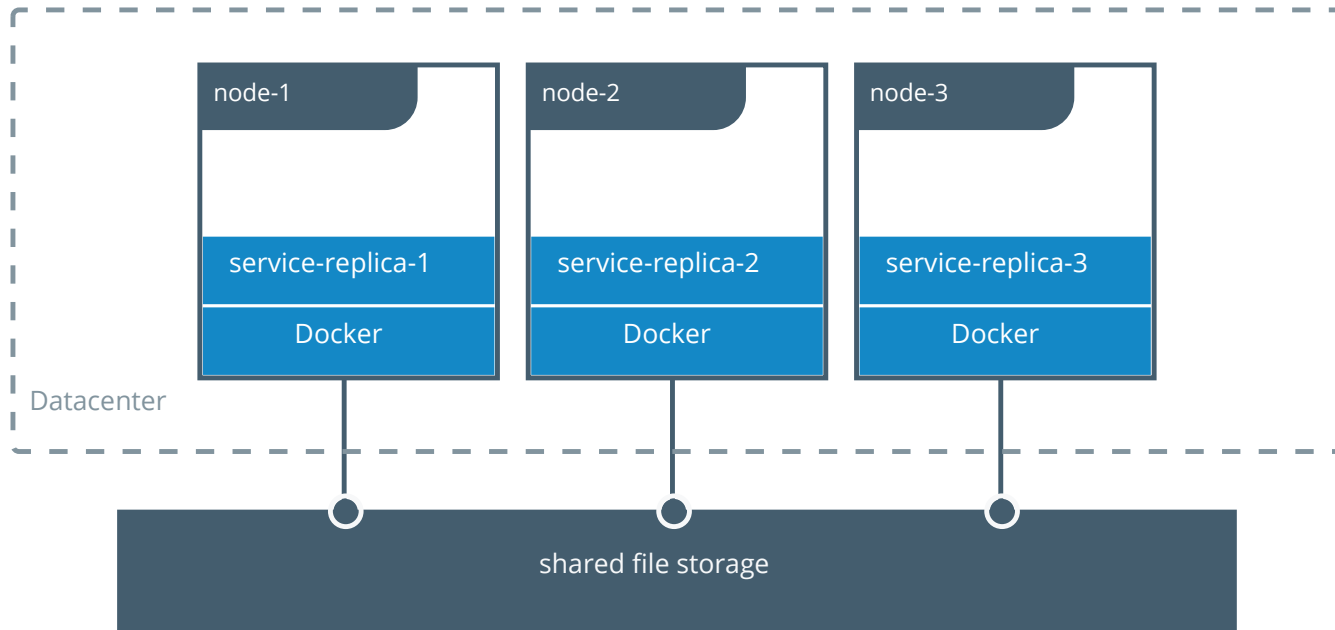 node-1
node-2
node-3
service-replica-1
service-replica-2
service-replica-3
Docker
Docker
Docker
Datacenter
shared file storage